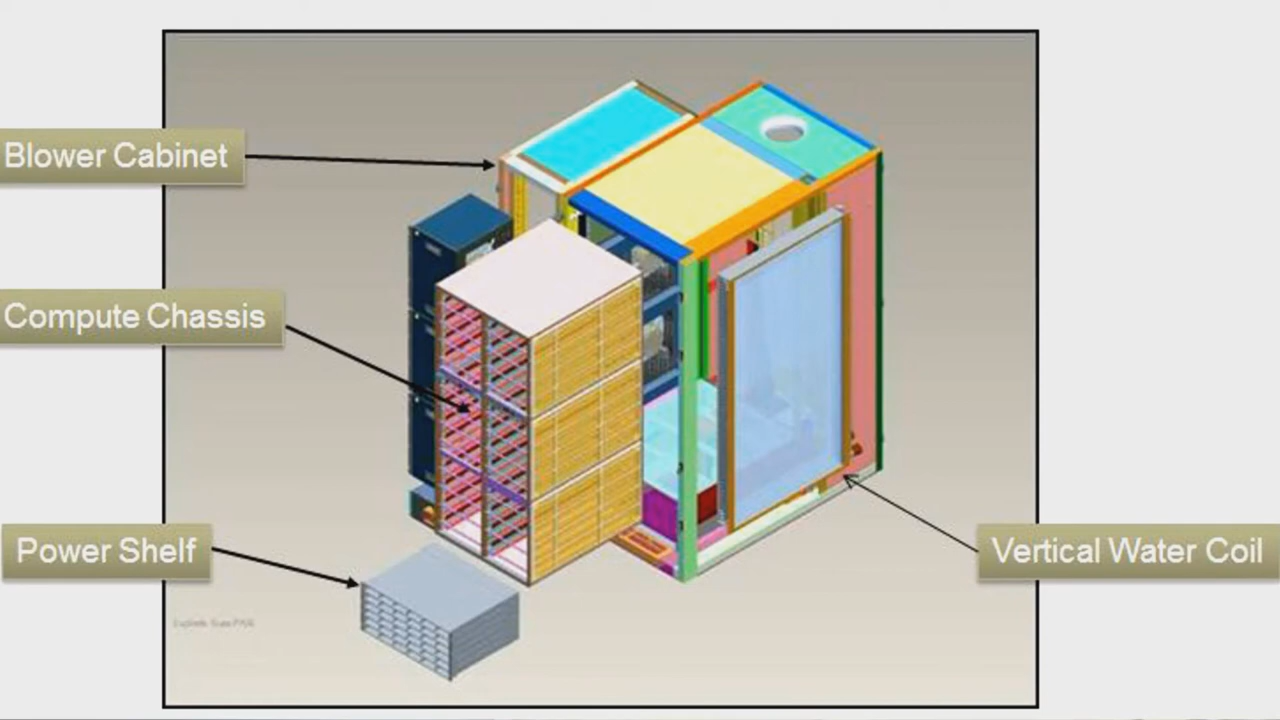 Blower Cabinet
Compute Chassis
Power Shelf
Vertical Water Coil